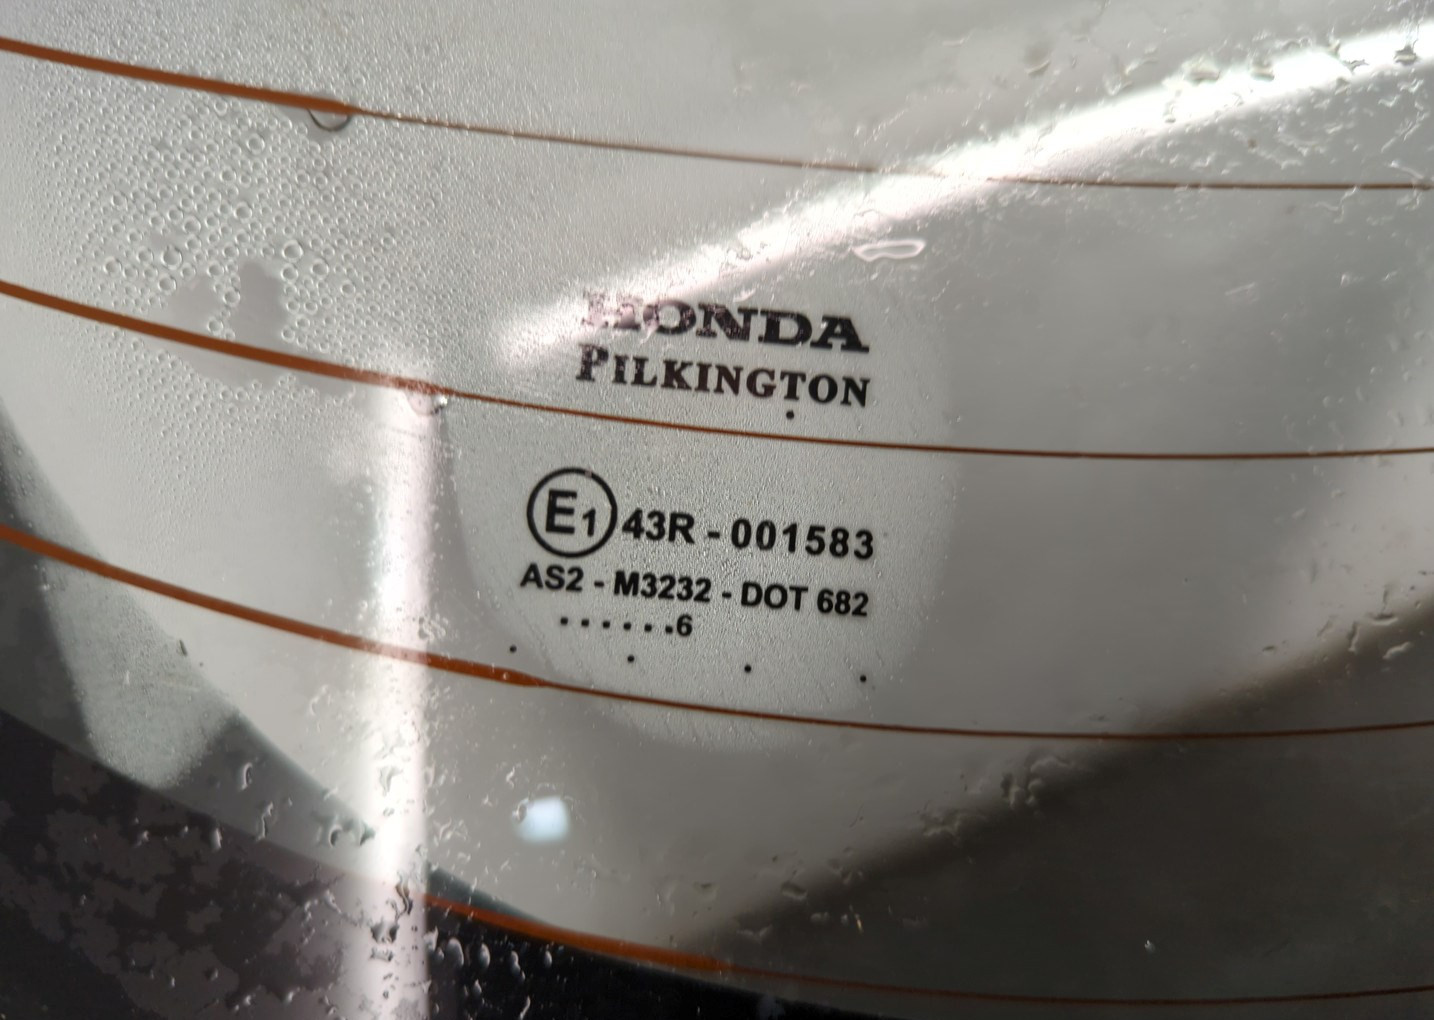 HONDA
PILKINGTON
E1 43R - 001583
AS2 - M3232 - DOT 682
. . . . . . .6